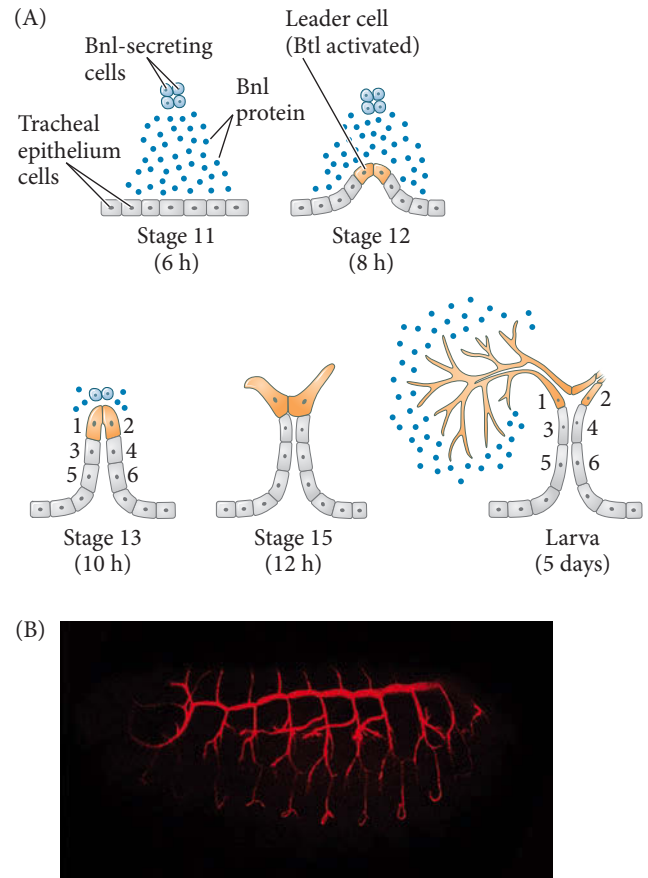 (A)
Bnl-secreting
cells
Bnl
protein
Tracheal
epithelium
cells
Stage 11
(6 h)
Leader cell
(Btl activated)
Stage 12
(8 h)
1 2
3 4
5 6
Stage 13
(10 h)
Stage 15
(12 h)
1 2
3 4
5 6
Larva
(5 days)
(B)